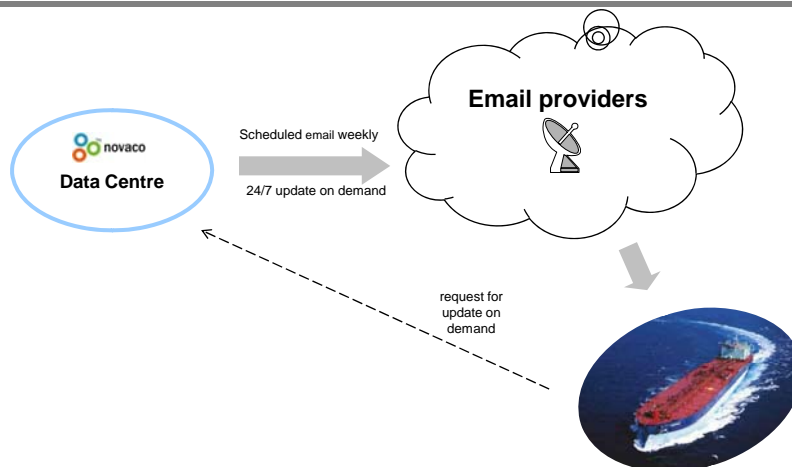 Email providers
Scheduled email weekly
novaco
Data Centre
24/7 update on demand
request for
update on
demand